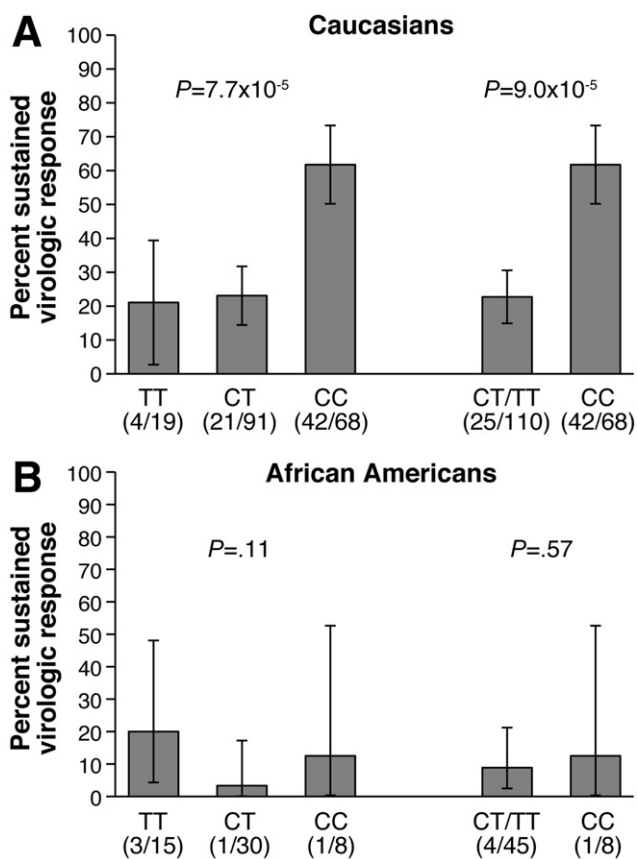 A
Caucasians
Percent sustained
virologic response
100
90
80
70
60
50
40
30
20
10
0
P=7.7x10⁻⁵
P=9.0x10⁻⁵
TT
CT
CC
CT/TT
CC
(4/19)
(21/91)
(42/68)
(25/110)
(42/68)
B
African Americans
Percent sustained
virologic response
100
90
80
70
60
50
40
30
20
10
0
P=.11
P=.57
TT
CT
CC
CT/TT
CC
(3/15)
(1/30)
(1/8)
(4/45)
(1/8)